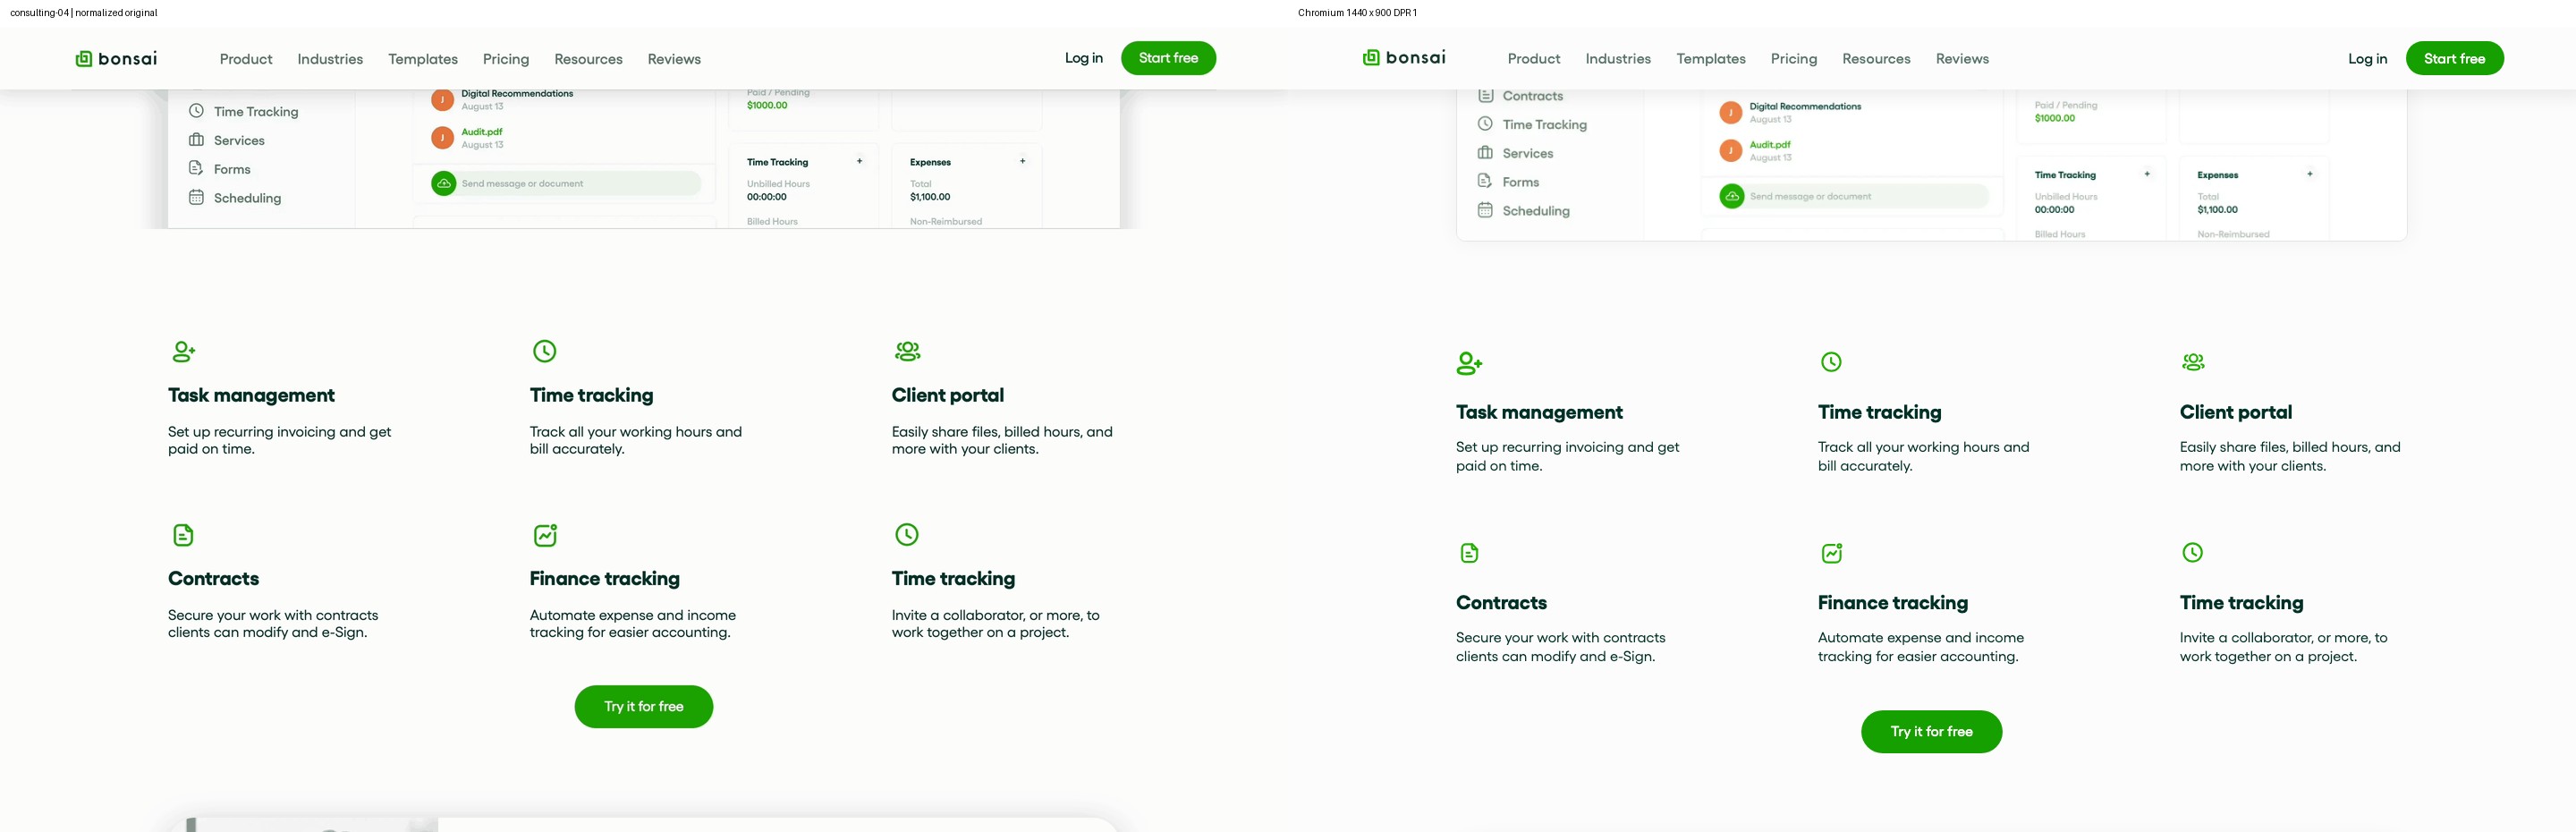 consulting-04 | normalized original
Chromium 1440 x 900 DPR 1
bonsai Product Industries Templates Pricing Resources Reviews Log in Start free
Time Tracking
Services
Forms
Scheduling
J Digital Recommendations
August 13
J Audit.pdf
August 13
Send message or document
Paid / Pending
$1000.00
Time Tracking +
Unbilled Hours
00:00:00
Billed Hours
Expenses +
Total
$1,100.00
Non-Reimbursed
Task management
Set up recurring invoicing and get
paid on time.
Time tracking
Track all your working hours and
bill accurately.
Client portal
Easily share files, billed hours, and
more with your clients.
Contracts
Secure your work with contracts
clients can modify and e-Sign.
Finance tracking
Automate expense and income
tracking for easier accounting.
Time tracking
Invite a collaborator, or more, to
work together on a project.
Try it for free
bonsai Product Industries Templates Pricing Resources Reviews Log in Start free
Contracts
Time Tracking
Services
Forms
Scheduling
J Digital Recommendations
August 13
J Audit.pdf
August 13
Send message or document
Paid / Pending
$1000.00
Time Tracking +
Unbilled Hours
00:00:00
Billed Hours
Expenses +
Total
$1,100.00
Non-Reimbursed
Task management
Set up recurring invoicing and get
paid on time.
Time tracking
Track all your working hours and
bill accurately.
Client portal
Easily share files, billed hours, and
more with your clients.
Contracts
Secure your work with contracts
clients can modify and e-Sign.
Finance tracking
Automate expense and income
tracking for easier accounting.
Time tracking
Invite a collaborator, or more, to
work together on a project.
Try it for free